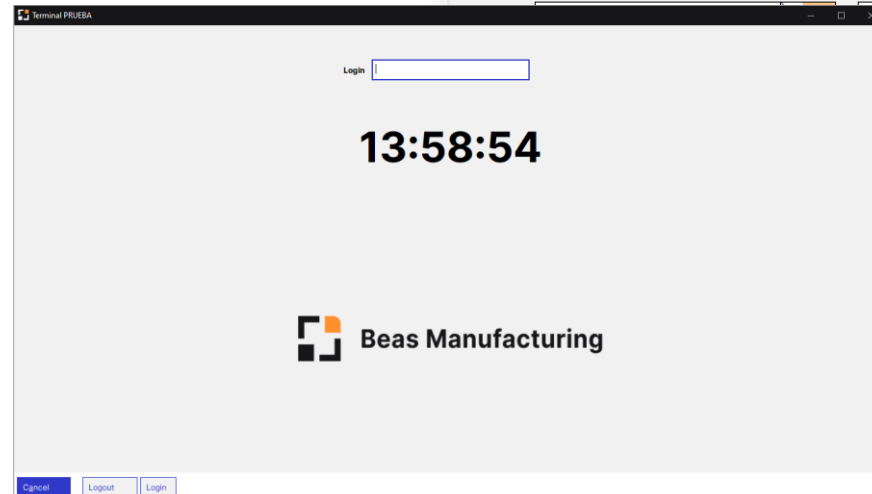 Terminal PRUEBA
Login
13:58:54
Beas Manufacturing
Cancel Logout Login